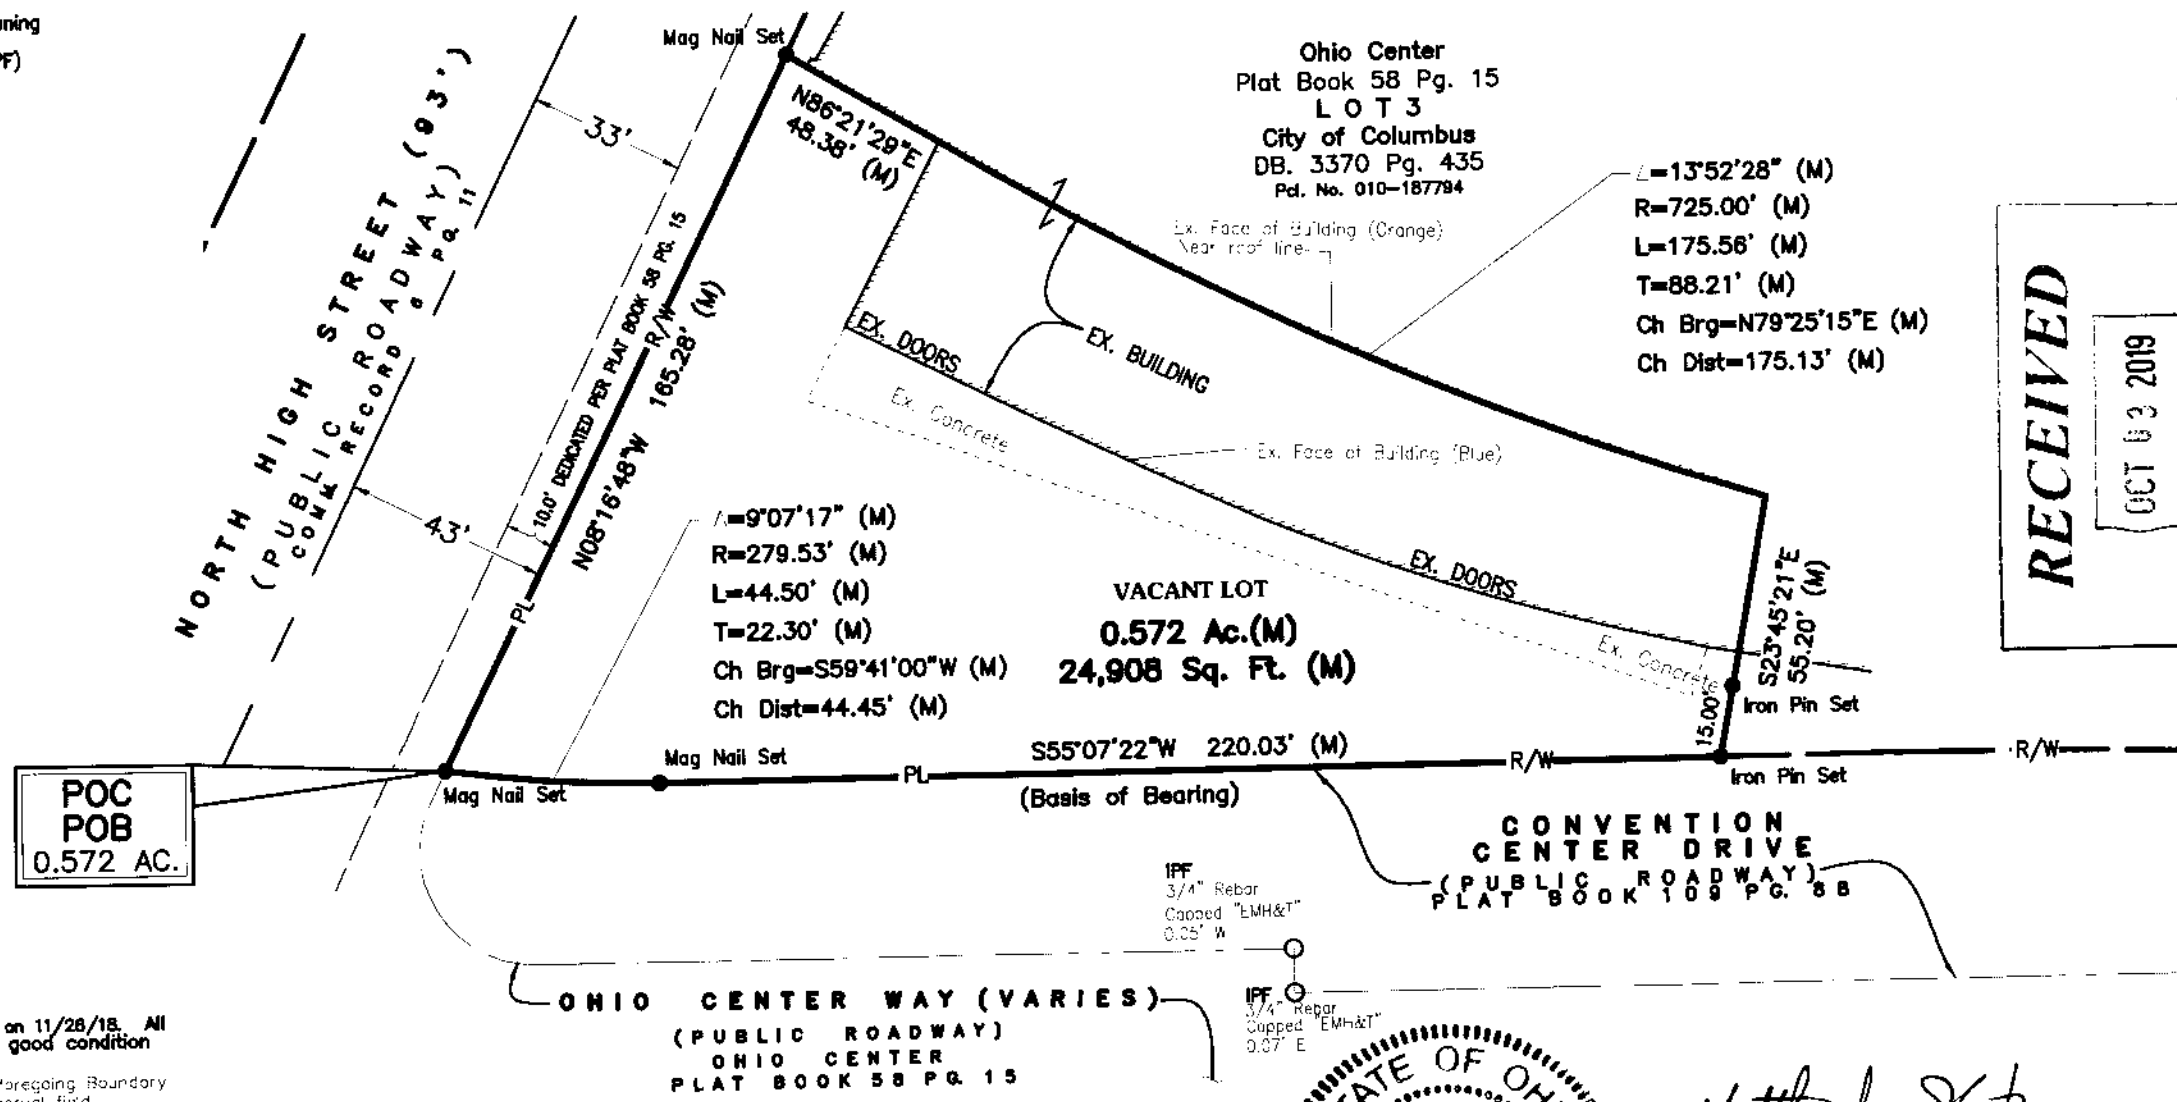 Mag Nail Set
Ohio Center
Plat Book 58 Pg. 15
LOT 3
City of Columbus
DB. 3370 Pg. 435
Pcl. No. 010-187794
N86°21'29"E
48.38' (M)
33'
NORTH HIGH STREET (93')
(PUBLIC ROADWAY)
COMM. RECORD 6 PG. 11
Ex. Face of Building (Orange)
Near roof line
Δ=13°52'28" (M)
R=725.00' (M)
L=175.56' (M)
T=88.21' (M)
Ch Brg=N79°25'15"E (M)
Ch Dist=175.13' (M)
RECEIVED
OCT 03 2019
10.0' DEDICATED PER PLAT BOOK 58 PG. 15
R/W
N08°16'48"W 165.28' (M)
EX. DOORS
EX. BUILDING
Ex. Concrete
Ex. Face of Building (Blue)
43'
PL
Δ=9°07'17" (M)
R=279.53' (M)
L=44.50' (M)
T=22.30' (M)
Ch Brg=S59°41'00"W (M)
Ch Dist=44.45' (M)
VACANT LOT
0.572 Ac.(M)
24,908 Sq. Ft. (M)
EX. DOORS
Ex. Concrete
S23°45'21"E
55.20' (M)
Iron Pin Set
15.00'
Mag Nail Set
S55°07'22"W 220.03' (M)
PL
R/W
R/W
(Basis of Bearing)
Iron Pin Set
Mag Nail Set
POC
POB
0.572 AC.
CONVENTION
CENTER DRIVE
(PUBLIC ROADWAY)
PLAT BOOK 109 PG. 88
IPF
3/4" Rebar
Capped "EMH&T"
0.05' W
IPF
3/4" Rebar
Capped "EMH&T"
0.07' E
OHIO CENTER WAY (VARIES)
(PUBLIC ROADWAY)
OHIO CENTER
PLAT BOOK 58 PG. 15
on 11/28/18. All
good condition
foregoing Boundary
OF